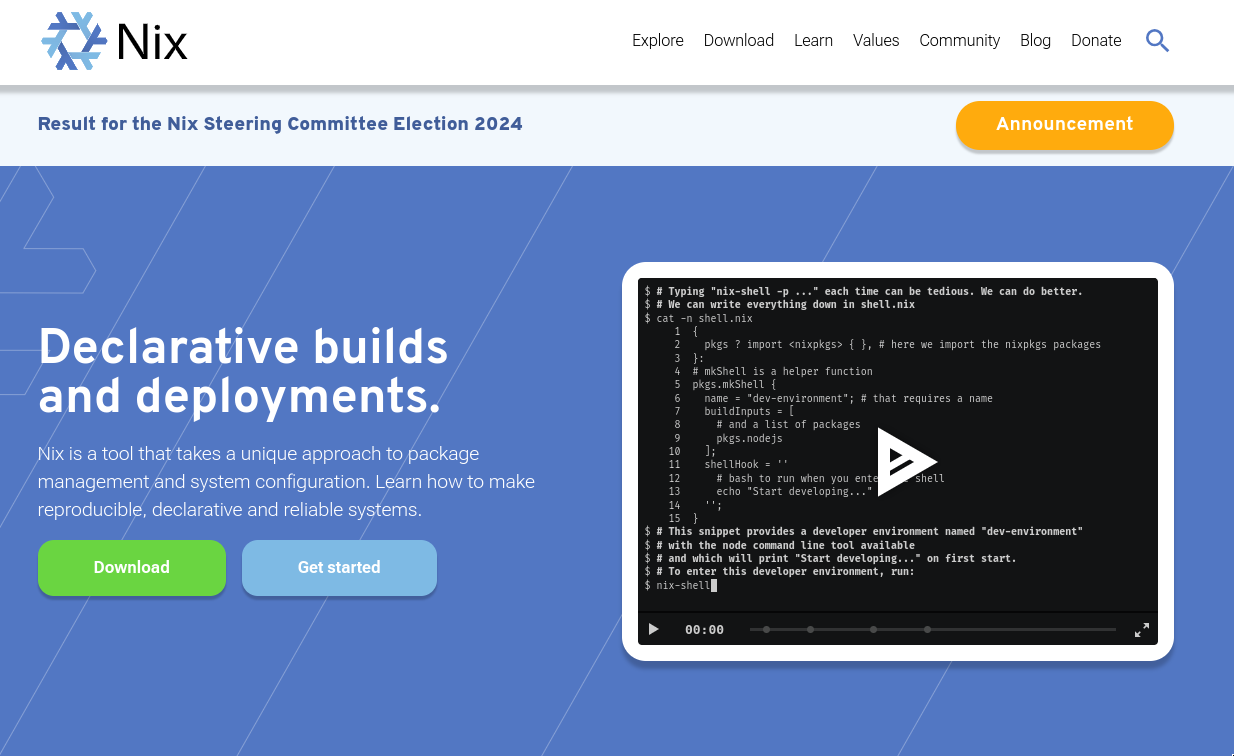 Nix
Explore Download Learn Values Community Blog Donate
Result for the Nix Steering Committee Election 2024
Announcement
Declarative builds
and deployments.
Nix is a tool that takes a unique approach to package
management and system configuration. Learn how to make
reproducible, declarative and reliable systems.
Download
Get started
$ # Typing "nix-shell -p ..." each time can be tedious. We can do better.
$ # We can write everything down in shell.nix
$ cat -n shell.nix
1 {
2 pkgs ? import <nixpkgs> { }, # here we import the nixpkgs packages
3 }:
4 # mkShell is a helper function
5 pkgs.mkShell {
6 name = "dev-environment"; # that requires a name
7 buildInputs = [
8 # and a list of packages
9 pkgs.nodejs
10 ];
11 shellHook = ''
12 # bash to run when you ente shell
13 echo "Start developing..."
14 '';
15 }
$ # This snippet provides a developer environment named "dev-environment"
$ # with the node command line tool available
$ # and which will print "Start developing..." on first start.
$ # To enter this developer environment, run:
$ nix-shell
00:00